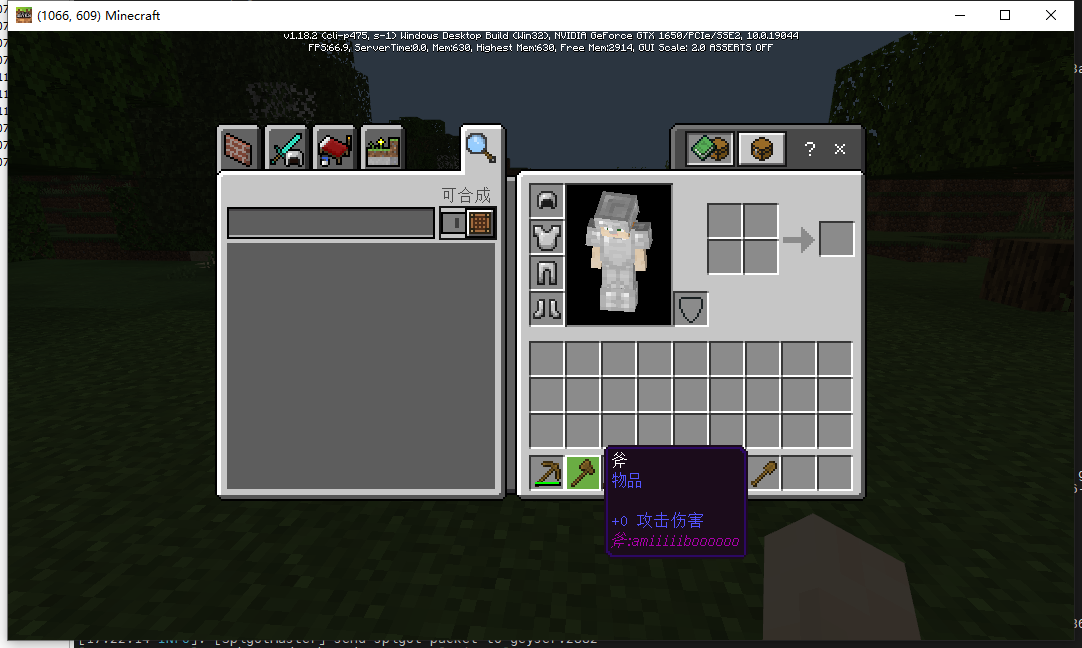 (1066, 609) Minecraft
v1.18.2 (cli-p475, s-1) Windows Desktop Build (Win32), NVIDIA GeForce GTX 1650/PCIe/SSE2, 10.0.19044
FPS:66.9, ServerTime:0.0, Mem:630, Highest Mem:630, Free Mem:2914, GUI Scale: 2.0 ASSERTS OFF
?
可合成
斧
物品
+0 攻击伤害
斧:amiiiiiboooooo